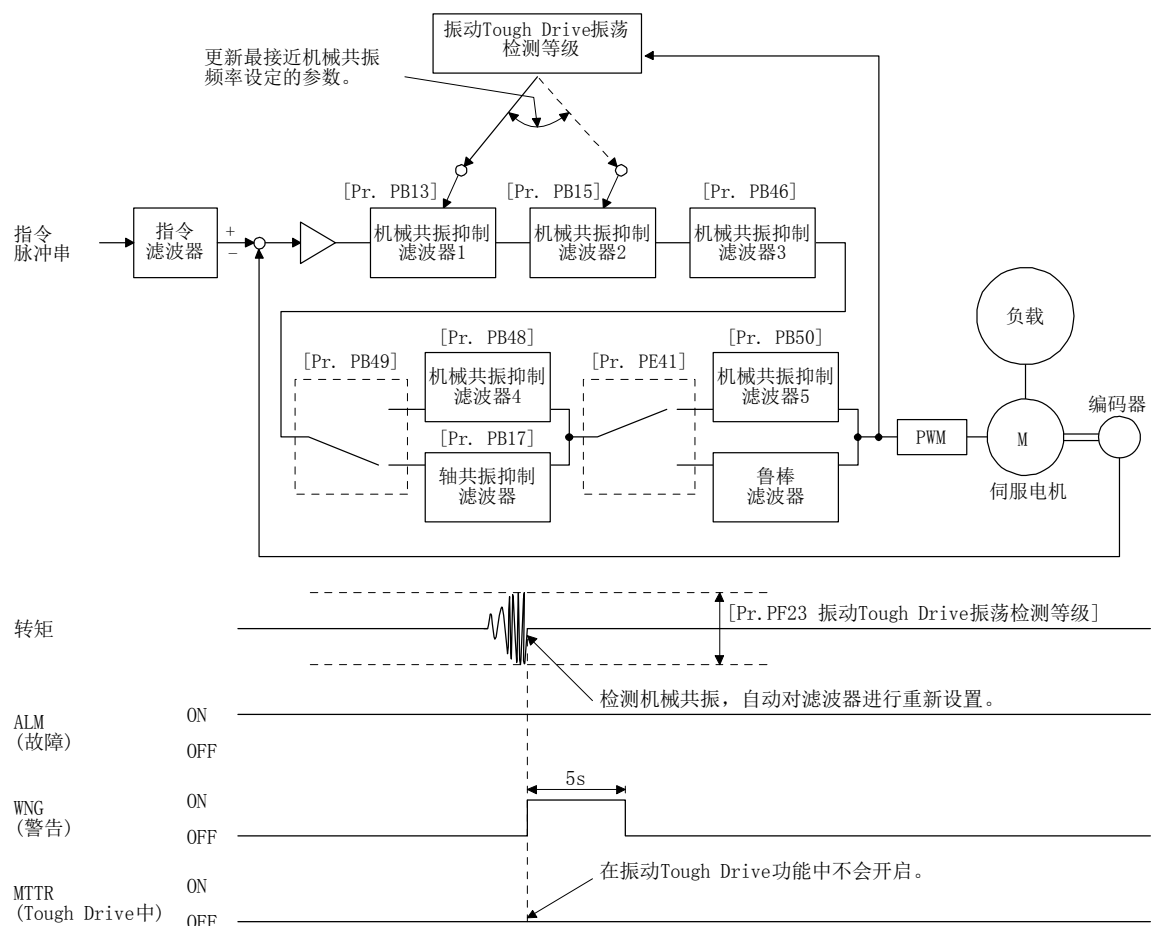 振动Tough Drive振荡
检测等级
更新最接近机械共振
频率设定的参数。
[Pr. PB13]
[Pr. PB15]
[Pr. PB46]
指令
脉冲串
指令
滤波器
+
−
机械共振抑制
滤波器1
机械共振抑制
滤波器2
机械共振抑制
滤波器3
负载
[Pr. PB49]
[Pr. PB48]
机械共振抑制
滤波器4
[Pr. PB17]
轴共振抑制
滤波器
[Pr. PE41]
[Pr. PB50]
机械共振抑制
滤波器5
鲁棒
滤波器
PWM
M
伺服电机
编码器
转矩
[Pr.PF23 振动Tough Drive振荡检测等级]
检测机械共振，自动对滤波器进行重新设置。
ALM
(故障)
ON
OFF
5s
WNG
(警告)
ON
OFF
在振动Tough Drive功能中不会开启。
MTTR
(Tough Drive中)
ON
OFF